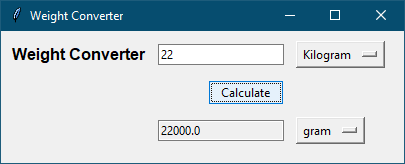 Weight Converter
Weight Converter 22 Kilogram
Calculate
22000.0 gram